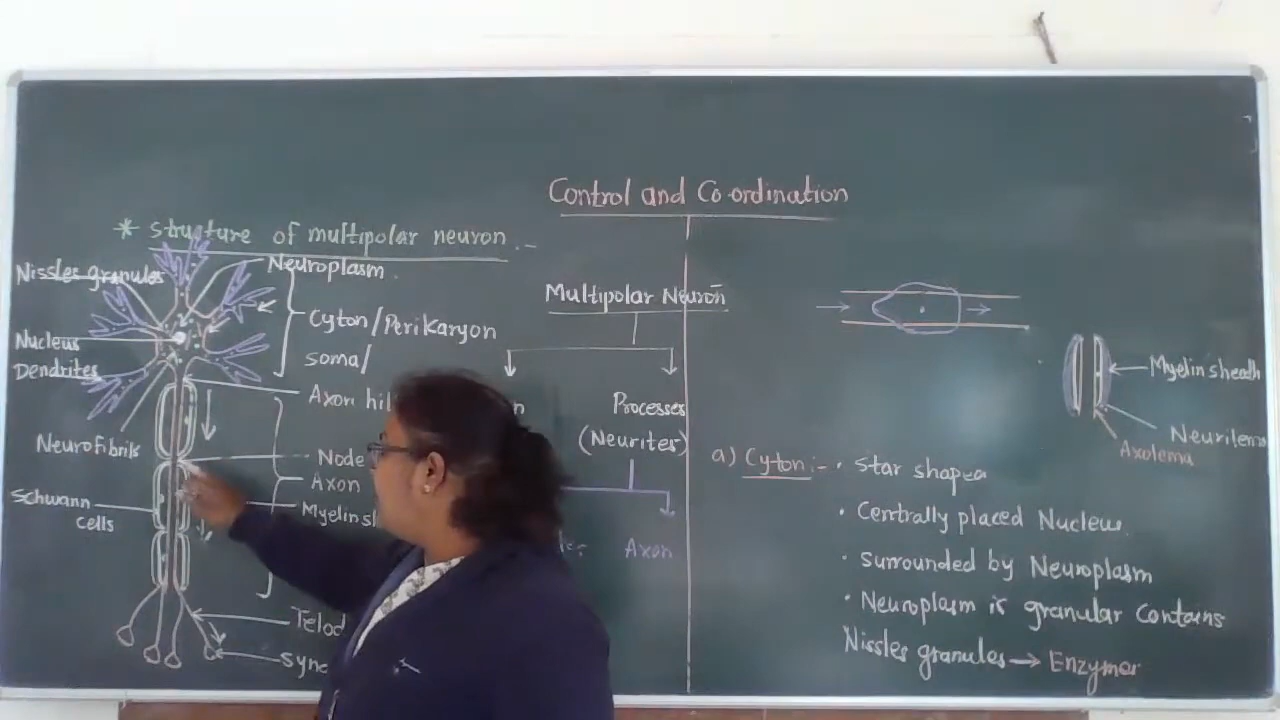 Control and Co-ordination
* structure of multipolar neuron :-
Nissles granules
Neuroplasm
Cyton/Perikaryon
soma/
Nucleus
Dendrites
Axon hil
Neurofibrils
Node
Axon
Schwann
cells
Myelin sh
Telod
Syn
Multipolar Neuron
Processes
(Neurites)
Axon
Myelin sheath
Neurilema
Axolema
a) Cyton :- • Star shaped
• Centrally placed Nucleus.
• Surrounded by Neuroplasm
• Neuroplasm is granular contains
Nissles granules → Enzymes